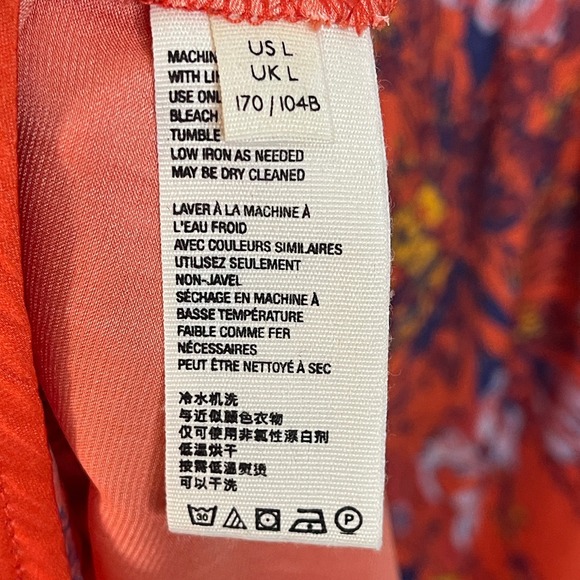 US L
UK L
170 / 104B
MACHIN
WITH LI
USE ONL
BLEACH
TUMBLE
LOW IRON AS NEEDED
MAY BE DRY CLEANED
LAVER À LA MACHINE À
L'EAU FROID
AVEC COULEURS SIMILAIRES
UTILISEZ SEULEMENT
NON-JAVEL
SÉCHAGE EN MACHINE À
BASSE TEMPÉRATURE
FAIBLE COMME FER
NÉCESSAIRES
PEUT ÊTRE NETTOYÉ À SEC
冷水机洗
与近似颜色衣物
仅可使用非氧性漂白剂
低温烘干
按需低温熨烫
可以干洗
30 P